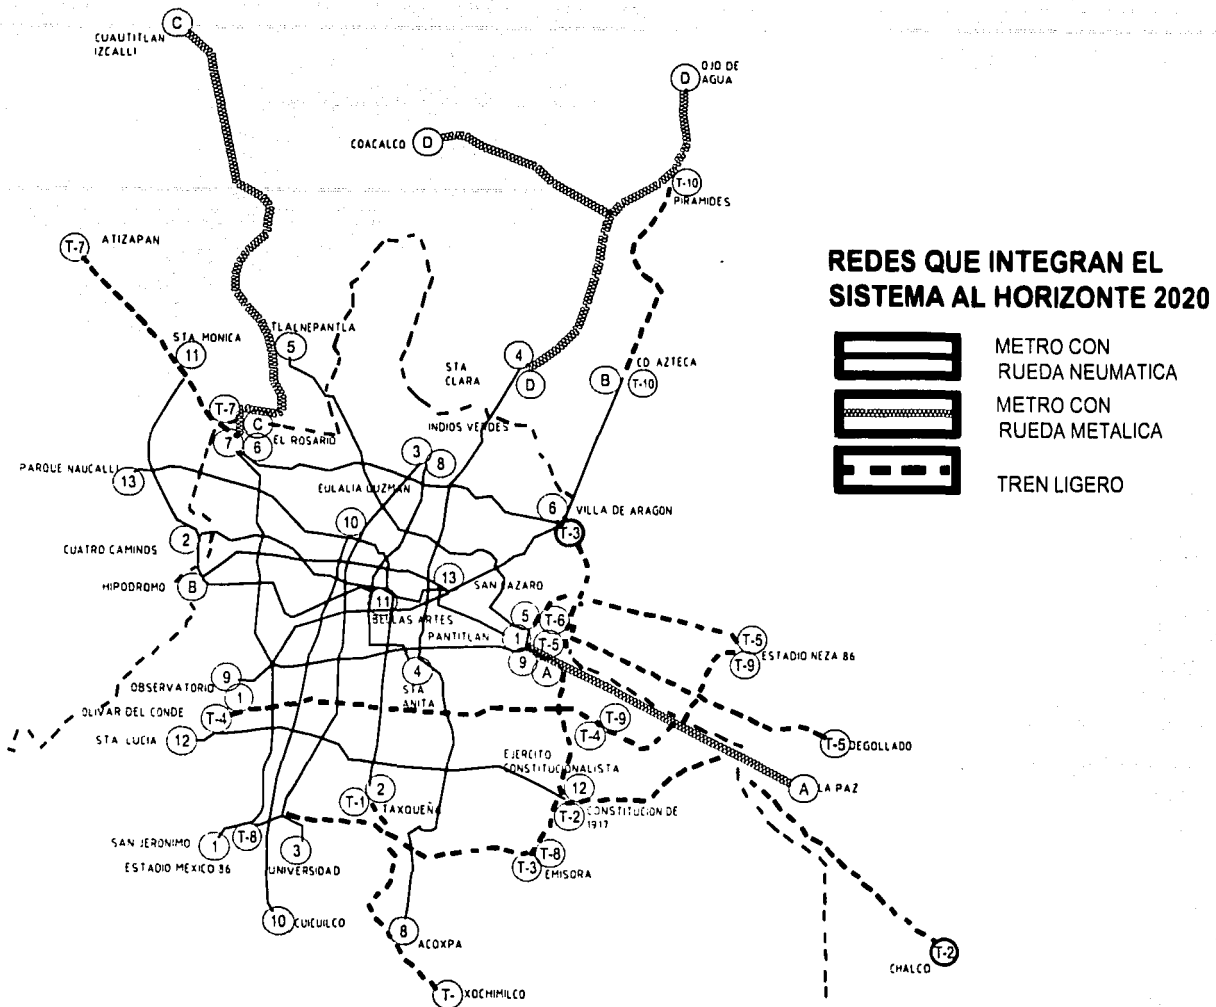 C
CUAUTITLAN
IZCALLI
D
OJO DE
AGUA
COACALCO
D
T-10
PIRAMIDES
T-7
ATIZAPAN
REDES QUE INTEGRAN EL
SISTEMA AL HORIZONTE 2020
METRO CON
RUEDA NEUMATICA
METRO CON
RUEDA METALICA
TREN LIGERO
STA MONICA
11
TLALNEPANTLA
5
4
D
STA
CLARA
B
CD. AZTECA
T-10
T-7
C
7
6
EL ROSARIO
INDIOS VERDES
3
8
PARQUE NAUCALLI
13
EULALIA GUZMAN
10
6
VILLA DE ARAGON
T-3
2
CUATRO CAMINOS
HIPODROMO
B
13
SAN LAZARO
11
BELLAS ARTES
PANTITLAN
5
T-6
1
T-5
9
A
T-5
T-9
ESTADIO NEZA 86
9
OBSERVATORIO
1
4
STA
ANITA
OLIVAR DEL CONDE
T-4
STA LUCIA
12
T-9
T-4
T-5
DEGOLLADO
EJERCITO
CONSTITUCIONALISTA
12
T-2
CONSTITUCION DE
1917
A
LA PAZ
2
T-1
TAXQUEÑA
SAN JERONIMO
1
T-8
3
ESTADIO MEXICO 86
UNIVERSIDAD
T-8
T-3
EMISORA
10
CUICUILCO
8
ACOXPA
T-2
CHALCO
T-
XOCHIMILCO